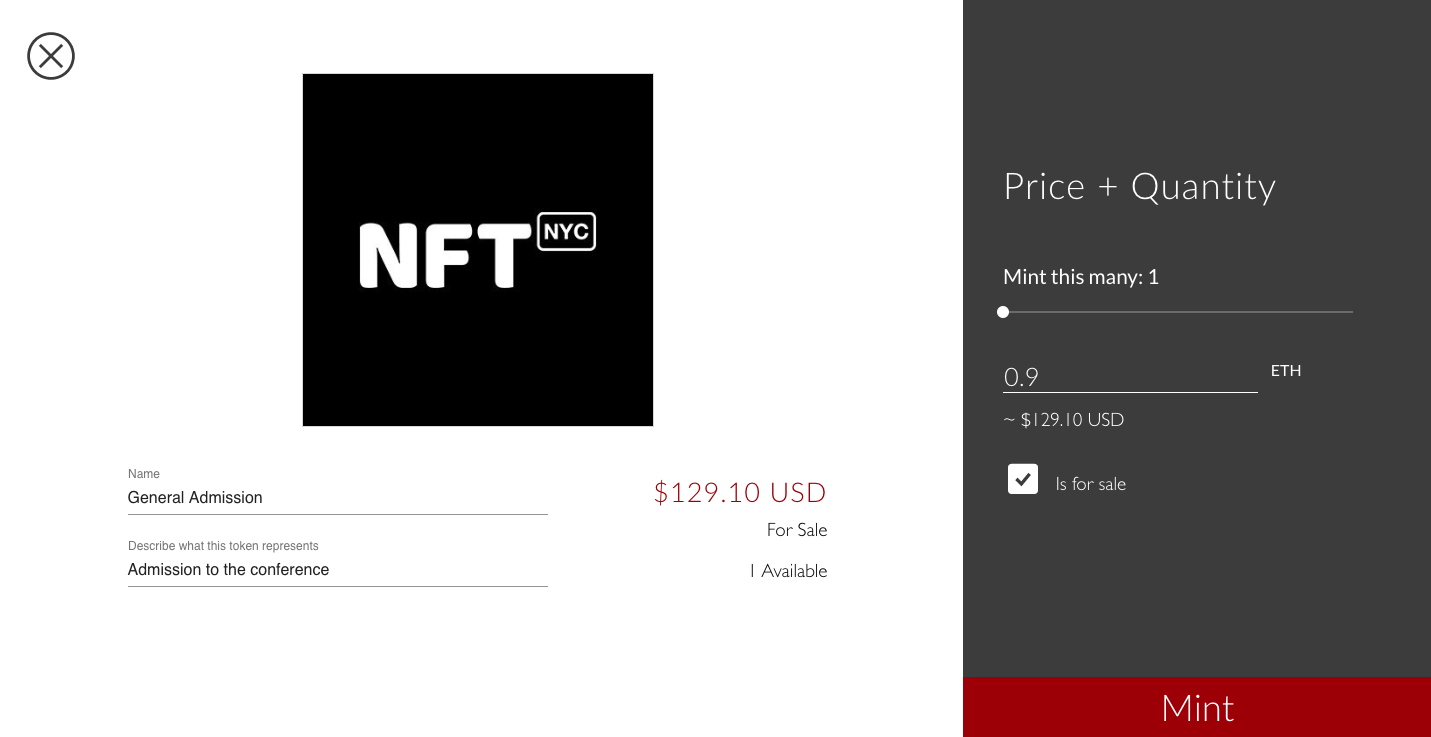 NFT NYC
Name
General Admission
Describe what this token represents
Admission to the conference
$129.10 USD
For Sale
1 Available
Price + Quantity
Mint this many: 1
0.9 ETH
~ $129.10 USD
Is for sale
Mint